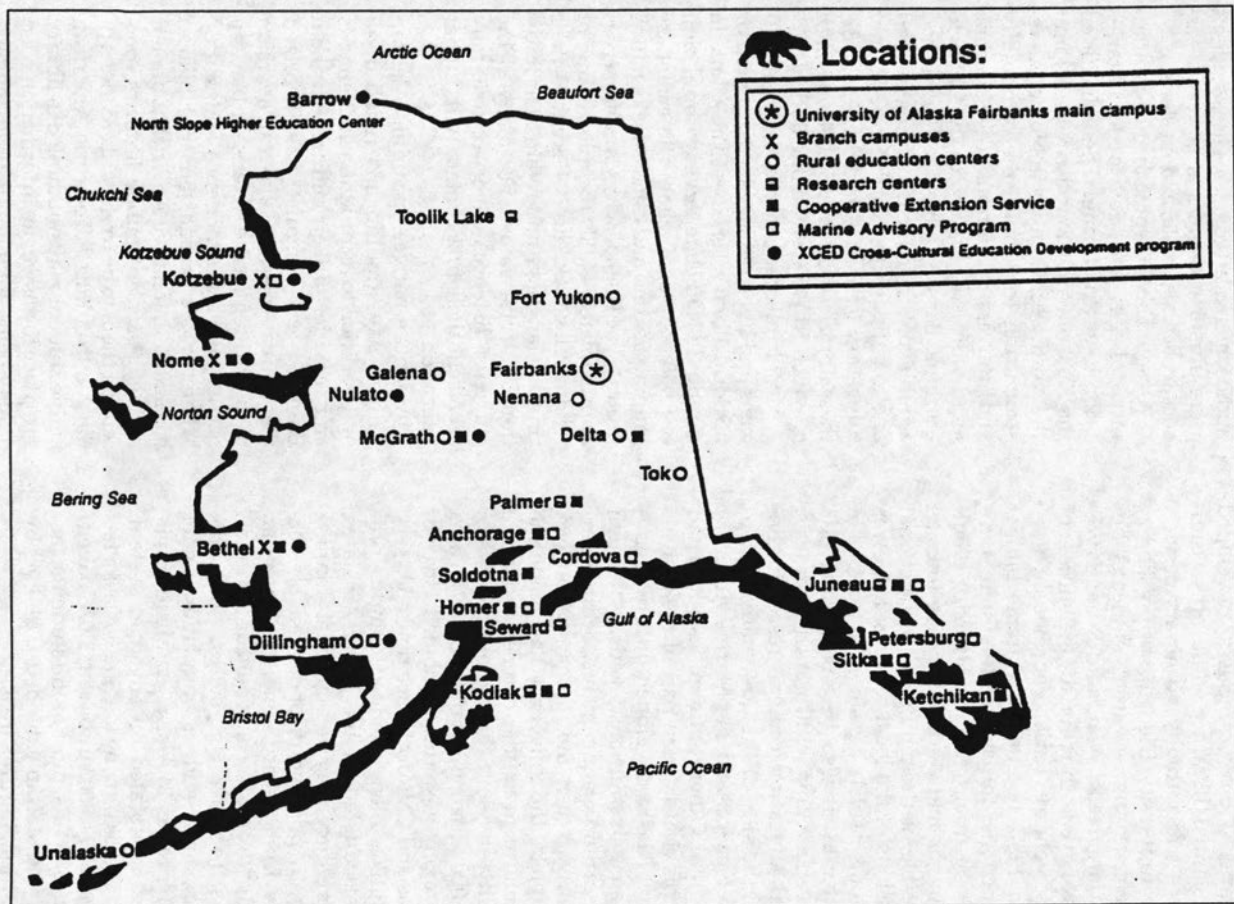 Arctic Ocean
Locations:
Beaufort Sea
Barrow
North Slope Higher Education Center
University of Alaska Fairbanks main campus
X Branch campuses
Rural education centers
Research centers
Cooperative Extension Service
Marine Advisory Program
XCED Cross-Cultural Education Development program
Chukchi Sea
Toolik Lake
Kotzebue Sound
Kotzebue X
Fort Yukon
Nome X
Galena
Fairbanks
Nulato
Nenana
Norton Sound
McGrath
Delta
Tok
Bering Sea
Palmer
Anchorage
Bethel X
Cordova
Soldotna
Juneau
Homer
Gulf of Alaska
Seward
Dillingham
Petersburg
Sitka
Kodiak
Ketchikan
Bristol Bay
Pacific Ocean
Unalaska